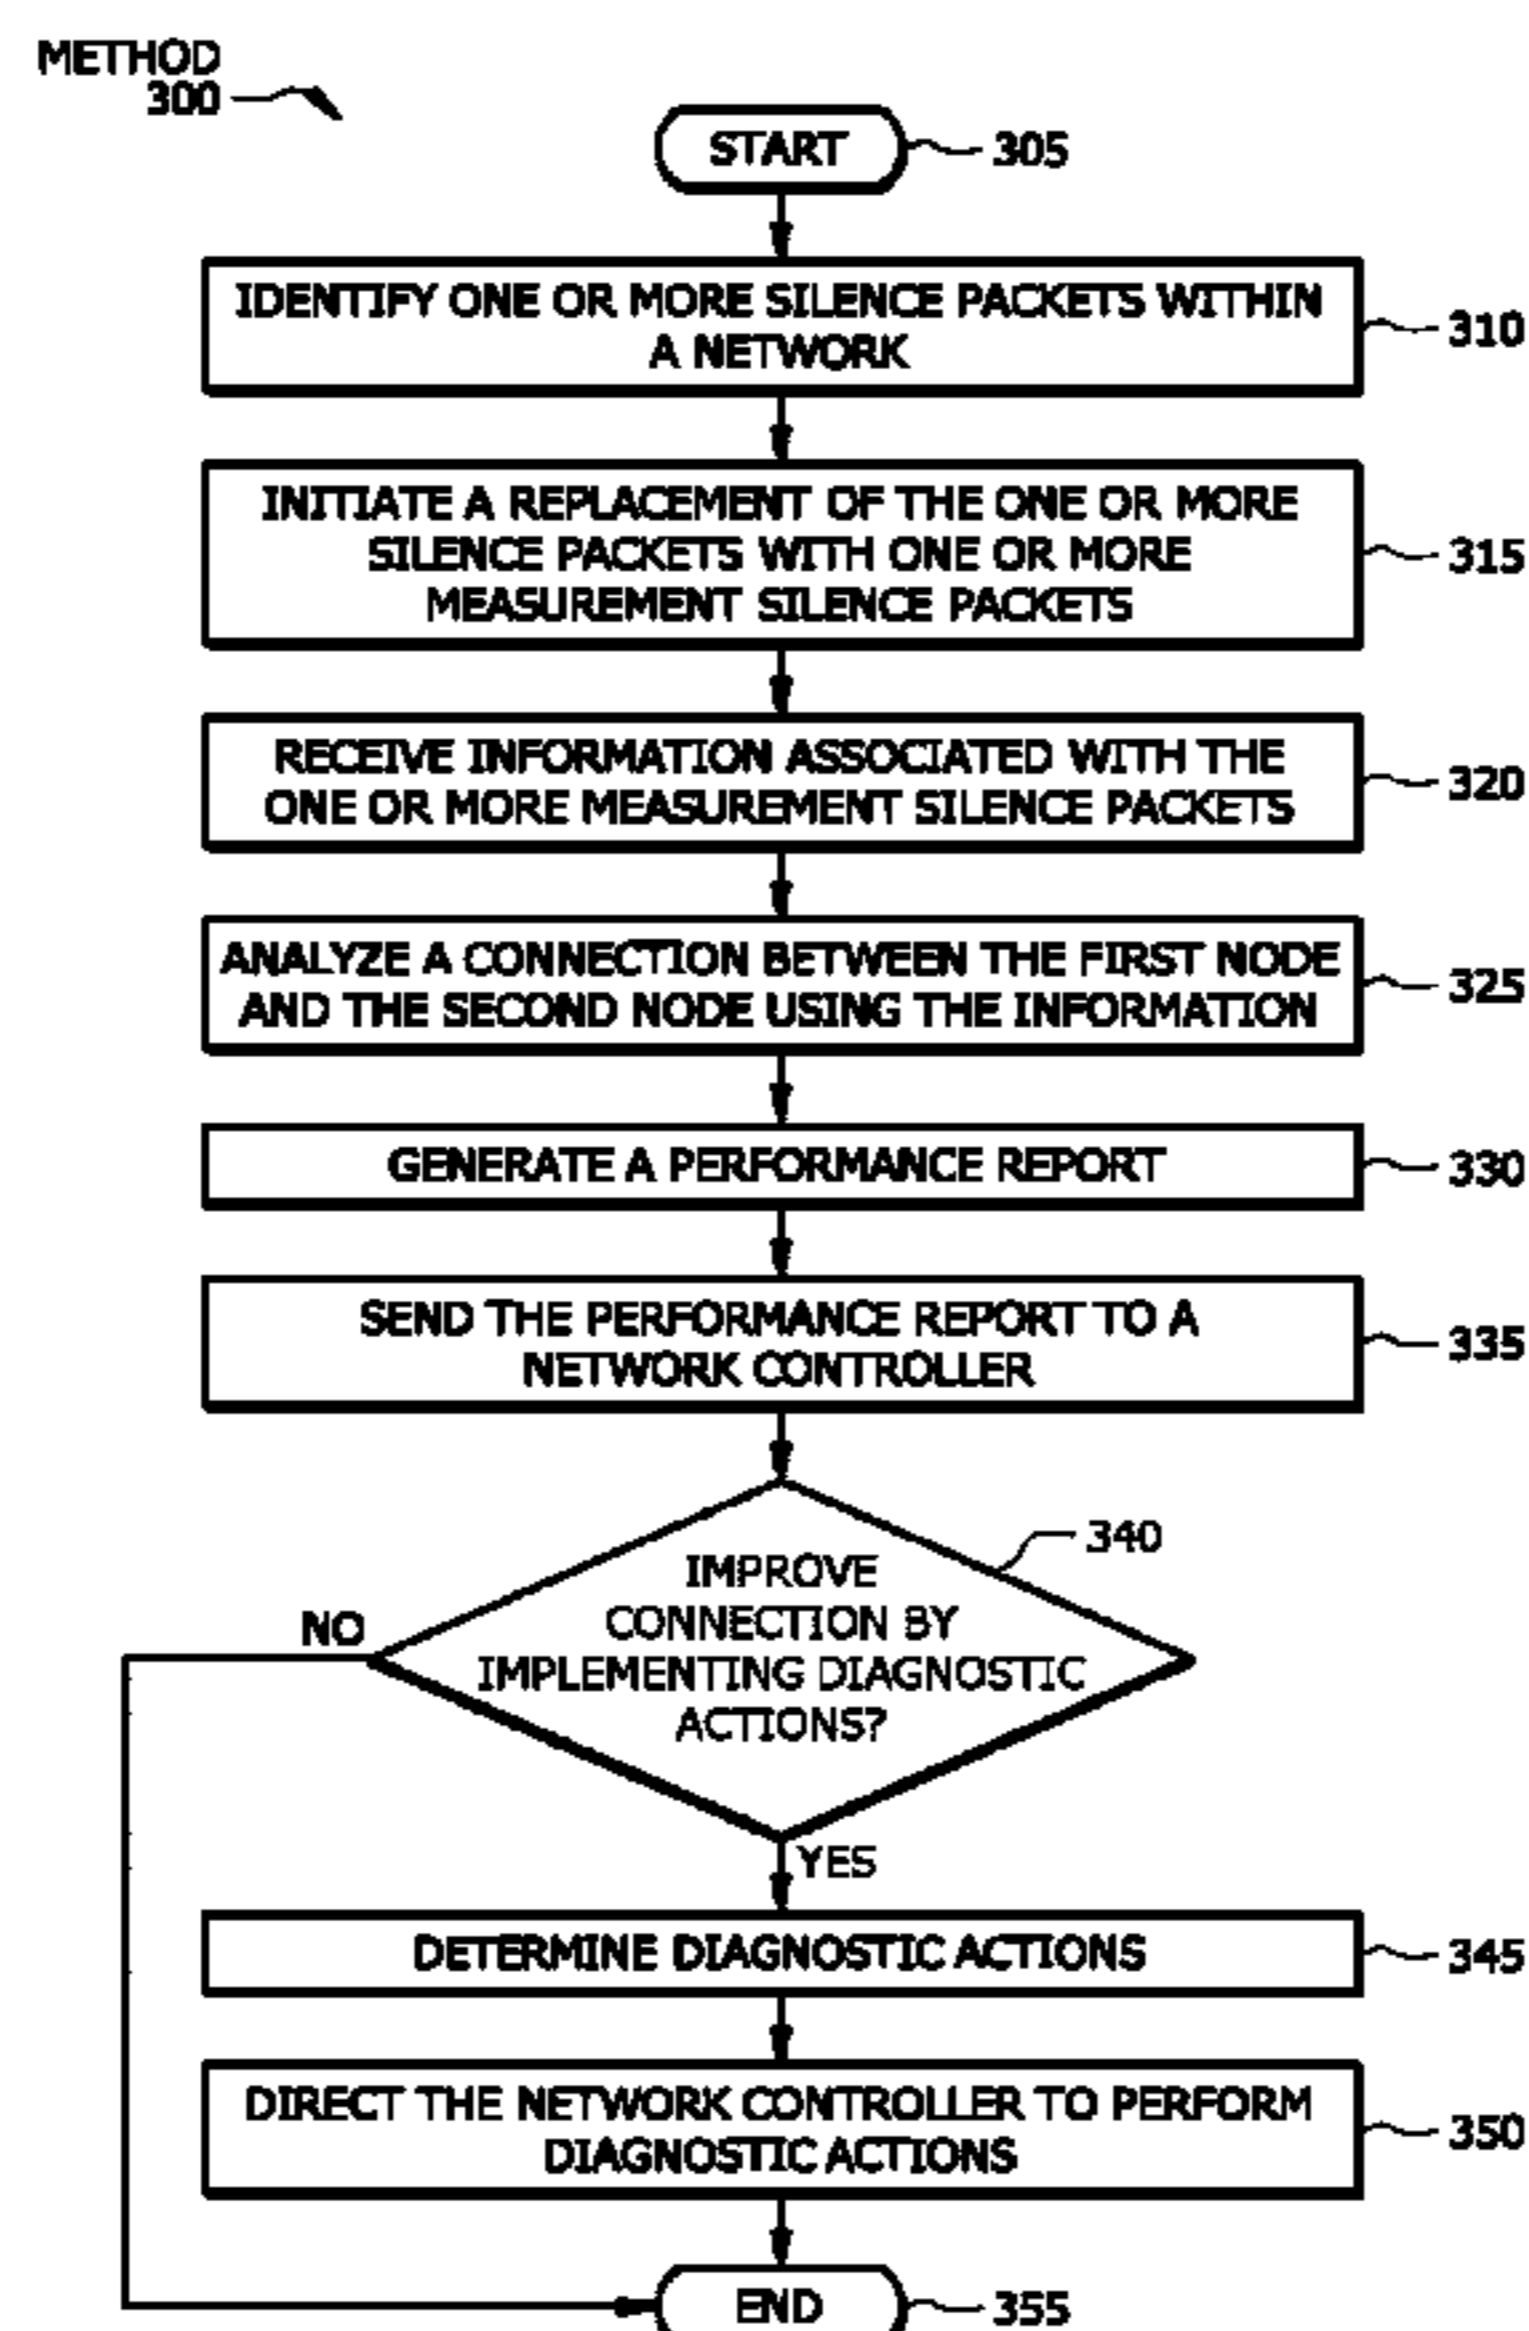 METHOD
300
START
305
IDENTIFY ONE OR MORE SILENCE PACKETS WITHIN
A NETWORK
310
INITIATE A REPLACEMENT OF THE ONE OR MORE
SILENCE PACKETS WITH ONE OR MORE
MEASUREMENT SILENCE PACKETS
315
RECEIVE INFORMATION ASSOCIATED WITH THE
ONE OR MORE MEASUREMENT SILENCE PACKETS
320
ANALYZE A CONNECTION BETWEEN THE FIRST NODE
AND THE SECOND NODE USING THE INFORMATION
325
GENERATE A PERFORMANCE REPORT
330
SEND THE PERFORMANCE REPORT TO A
NETWORK CONTROLLER
335
340
IMPROVE
CONNECTION BY
IMPLEMENTING DIAGNOSTIC
ACTIONS?
NO
YES
DETERMINE DIAGNOSTIC ACTIONS
345
DIRECT THE NETWORK CONTROLLER TO PERFORM
DIAGNOSTIC ACTIONS
350
END
355